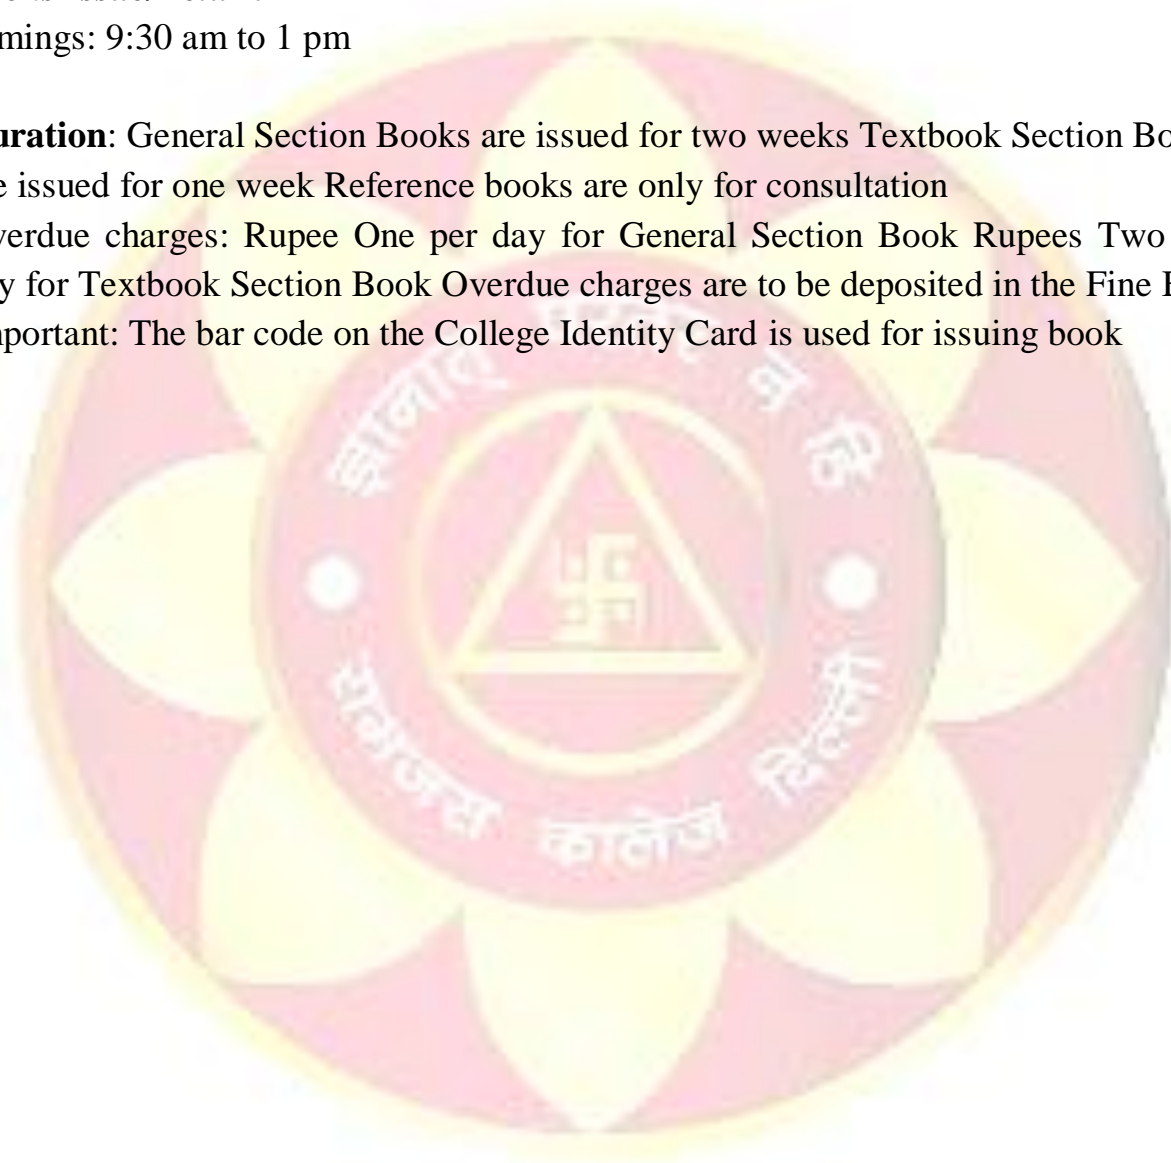 mings: 9:30 am to 1 pm
uration: General Section Books are issued for two weeks Textbook Section Bo
e issued for one week Reference books are only for consultation
verdue charges: Rupee One per day for General Section Book Rupees Two
y for Textbook Section Book Overdue charges are to be deposited in the Fine
portant: The bar code on the College Identity Card is used for issuing book
ज्ञानात् न हि
रामजस कालेज दिल्ली